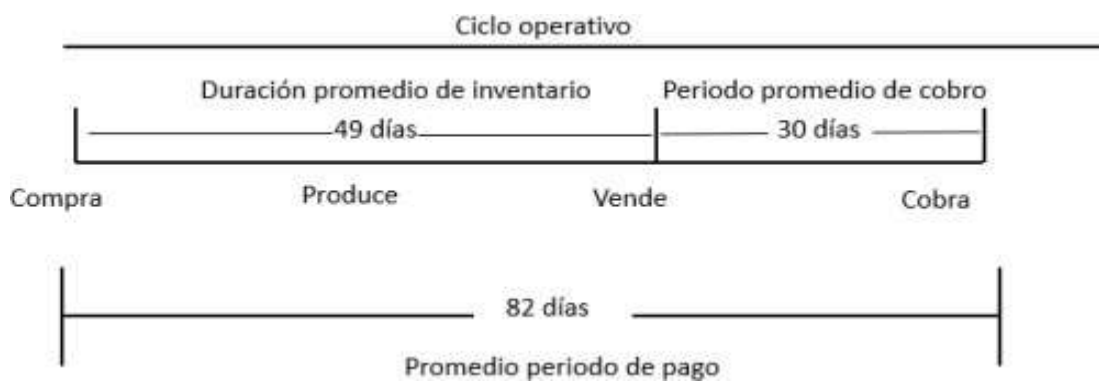 Ciclo operativo
Duración promedio de inventario Periodo promedio de cobro
49 días 30 días
Compra Produce Vende Cobra
82 días
Promedio periodo de pago